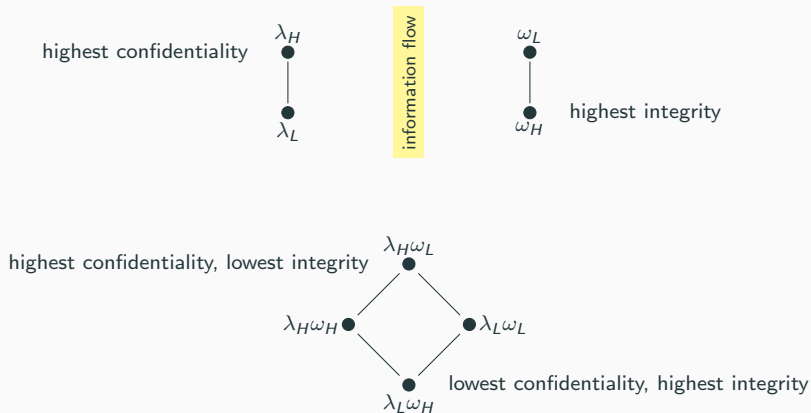 λH
ωL
highest confidentiality
information flow
λL
ωH
highest integrity
λHωL
highest confidentiality, lowest integrity
λHωH
λLωL
lowest confidentiality, highest integrity
λLωH